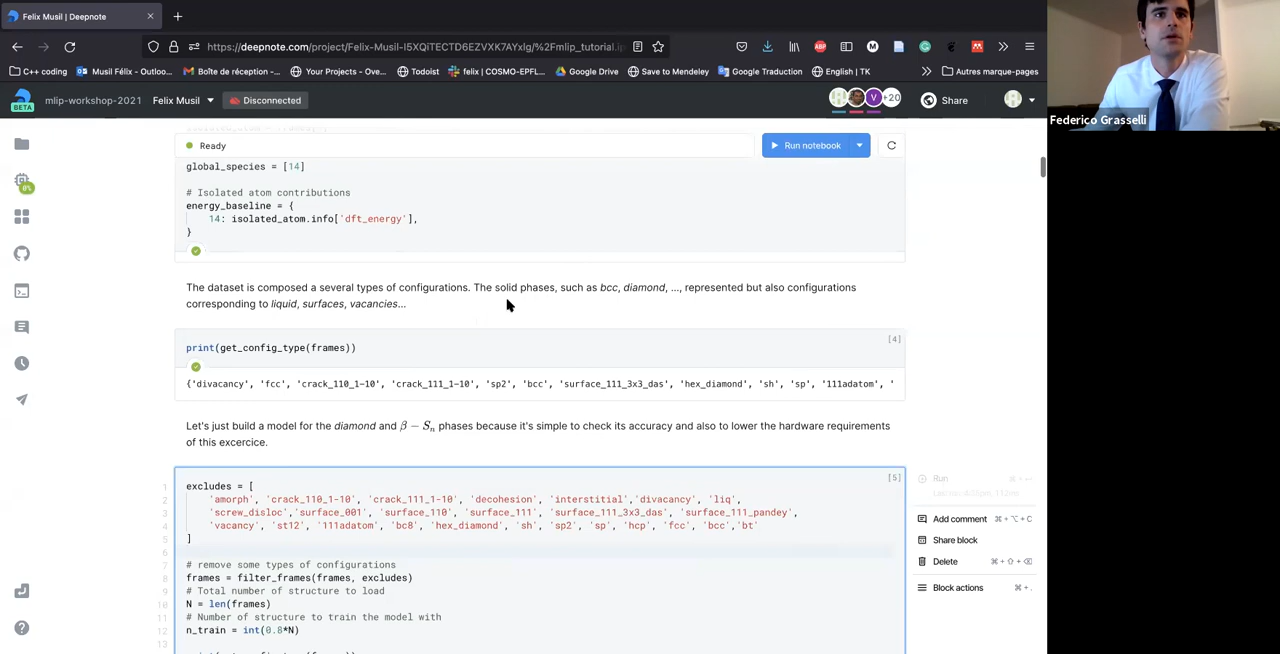 Felix Musil | Deepnote
https://deepnote.com/project/Felix-Musil-I5XQiTECTD6EZVXK7AYxlg/%2Fmlip_tutorial.ip
C++ coding Musil Félix - Outloo... Boîte de réception -... Your Projects - Ove... Todoist felix | COSMO-EPFL... Google Drive Save to Mendeley Google Traduction English | TK Autres marque-pages
BETA mlip-workshop-2021 Felix Musil Disconnected V +20 Share
Federico Grasselli
Ready Run notebook
0%
global_species = [14]
# Isolated atom contributions
energy_baseline = {
14: isolated_atom.info['dft_energy'],
}
The dataset is composed a several types of configurations. The solid phases, such as bcc, diamond, ..., represented but also configurations
corresponding to liquid, surfaces, vacancies...
[4]
print(get_config_type(frames))
{'divacancy', 'fcc', 'crack_110_1-10', 'crack_111_1-10', 'sp2', 'bcc', 'surface_111_3x3_das', 'hex_diamond', 'sh', 'sp', '111adatom', '
Let's just build a model for the diamond and β − Sₙ phases because it's simple to check its accuracy and also to lower the hardware requirements
of this excercice.
[5]
1 excludes = [
2 'amorph', 'crack_110_1-10', 'crack_111_1-10', 'decohesion', 'interstitial','divacancy', 'liq',
3 'screw_disloc','surface_001', 'surface_110', 'surface_111', 'surface_111_3x3_das', 'surface_111_pandey',
4 'vacancy', 'st12', '111adatom', 'bc8', 'hex_diamond', 'sh', 'sp2', 'sp', 'hcp', 'fcc', 'bcc','bt'
5 ]
6
7 # remove some types of configurations
8 frames = filter_frames(frames, excludes)
9 # Total number of structure to load
10 N = len(frames)
11 # Number of structure to train the model with
12 n_train = int(0.8*N)
13
Run
Add comment ⌘ + ⌥ + C
Share block
Delete ⌘ + ⇧ + ⌫
Block actions ⌘ + .